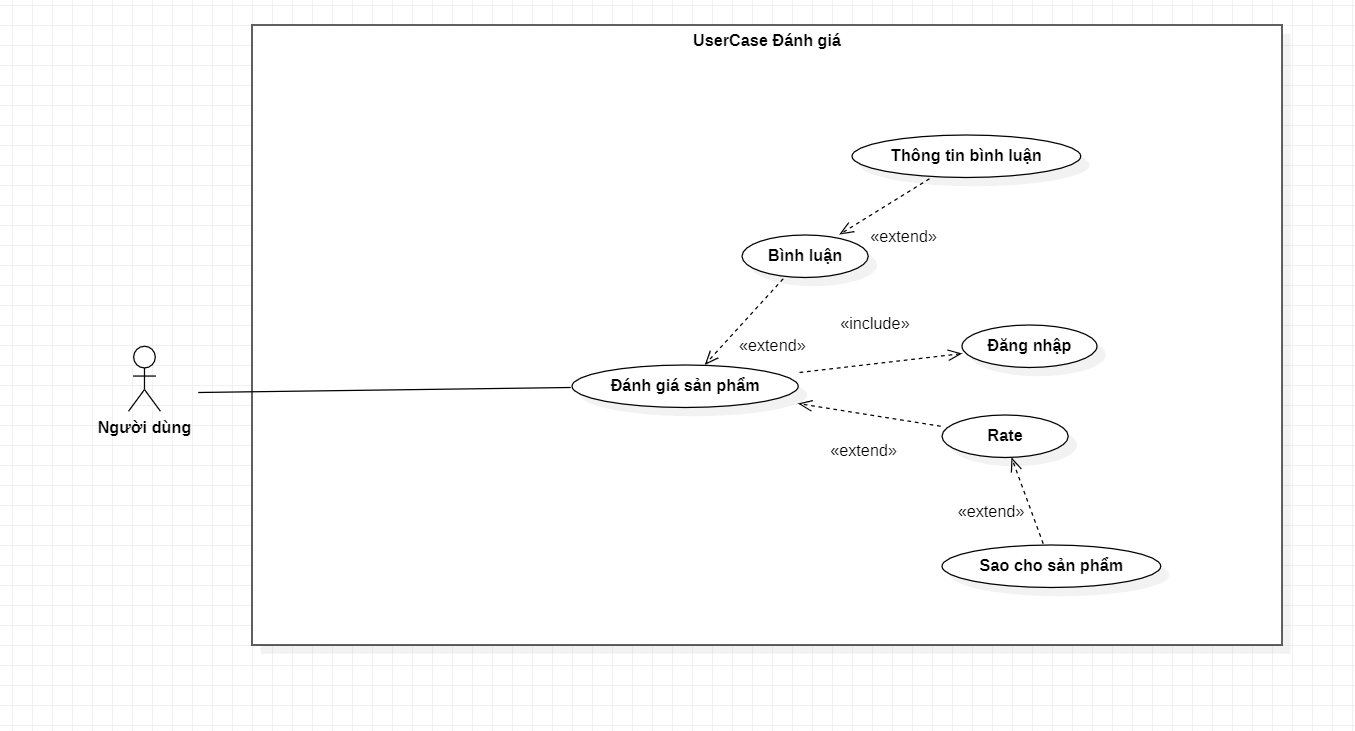 UserCase Đánh giá
Thông tin bình luận
«extend»
Bình luận
«include»
«extend»
Đăng nhập
Đánh giá sản phẩm
Người dùng
Rate
«extend»
«extend»
Sao cho sản phẩm